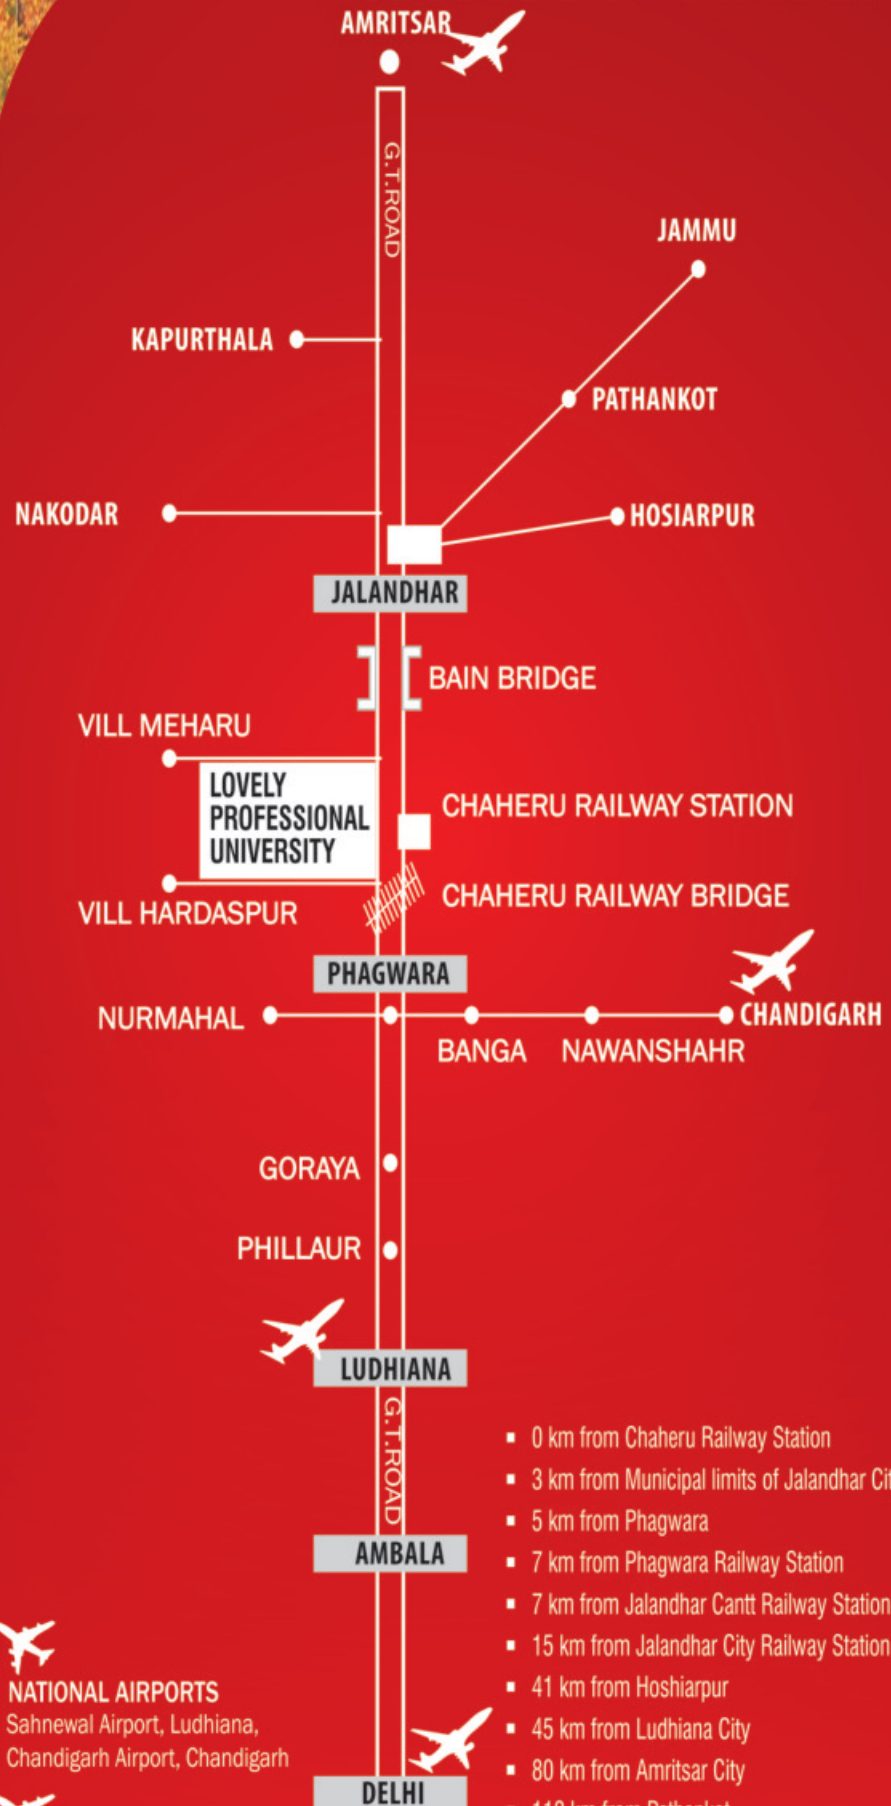 AMRITSAR
G.T.ROAD
JAMMU
KAPURTHALA
PATHANKOT
NAKODAR
HOSIARPUR
JALANDHAR
BAIN BRIDGE
VILL MEHARU
LOVELY
PROFESSIONAL
UNIVERSITY
CHAHERU RAILWAY STATION
CHAHERU RAILWAY BRIDGE
VILL HARDASPUR
PHAGWARA
NURMAHAL
CHANDIGARH
BANGA
NAWANSHAHR
GORAYA
PHILLAUR
LUDHIANA
G.T.ROAD
AMBALA
DELHI
▪ 0 km from Chaheru Railway Station
▪ 3 km from Municipal limits of Jalandhar
▪ 5 km from Phagwara
▪ 7 km from Phagwara Railway Station
▪ 7 km from Jalandhar Cantt Railway Station
▪ 15 km from Jalandhar City Railway Station
▪ 41 km from Hoshiarpur
▪ 45 km from Ludhiana City
▪ 80 km from Amritsar City
NATIONAL AIRPORTS
Sahnewal Airport, Ludhiana,
Chandigarh Airport, Chandigarh